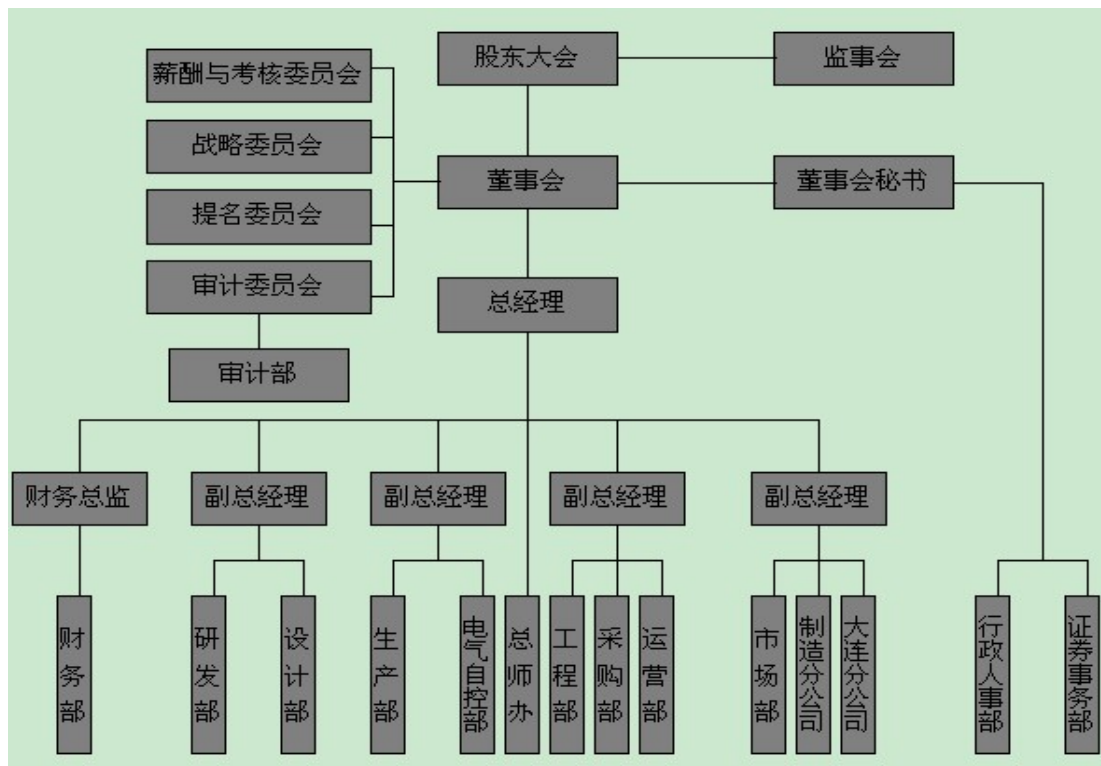 股东大会
监事会
薪酬与考核委员会
战略委员会
董事会
董事会秘书
提名委员会
审计委员会
总经理
审计部
财务总监
副总经理
副总经理
副总经理
副总经理
财务部
研发部
设计部
生产部
电气自控部
总师办
工程部
采购部
运营部
市场部
制造分公司
大连分公司
行政人事部
证券事务部